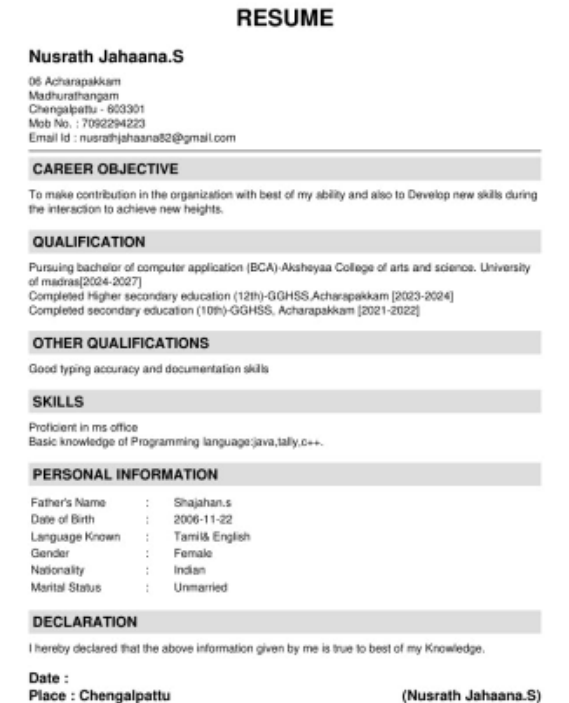 RESUME
Nusrath Jahaana.S
06 Acharapakkam
Madhurathangam
Chengalpattu - 603301
Mob No. : 7092294223
Email Id : nusrathjahaana82@gmail.com
CAREER OBJECTIVE
To make contribution in the organization with best of my ability and also to Develop new skills during
the interaction to achieve new heights.
QUALIFICATION
Pursuing bachelor of computer application (BCA)-Aksheyaa College of arts and science. University
of madras[2024-2027]
Completed Higher secondary education (12th)-GGHSS,Acharapakkam [2023-2024]
Completed secondary education (10th)-GGHSS, Acharapakkam [2021-2022]
OTHER QUALIFICATIONS
Good typing accuracy and documentation skills
SKILLS
Proficient in ms office
Basic knowledge of Programming language;java,tally,c++.
PERSONAL INFORMATION
Father's Name : Shajahan.s
Date of Birth : 2006-11-22
Language Known : Tamil& English
Gender : Female
Nationality : Indian
Marital Status : Unmarried
DECLARATION
I hereby declared that the above information given by me is true to best of my Knowledge.
Date :
Place : Chengalpattu (Nusrath Jahaana.S)